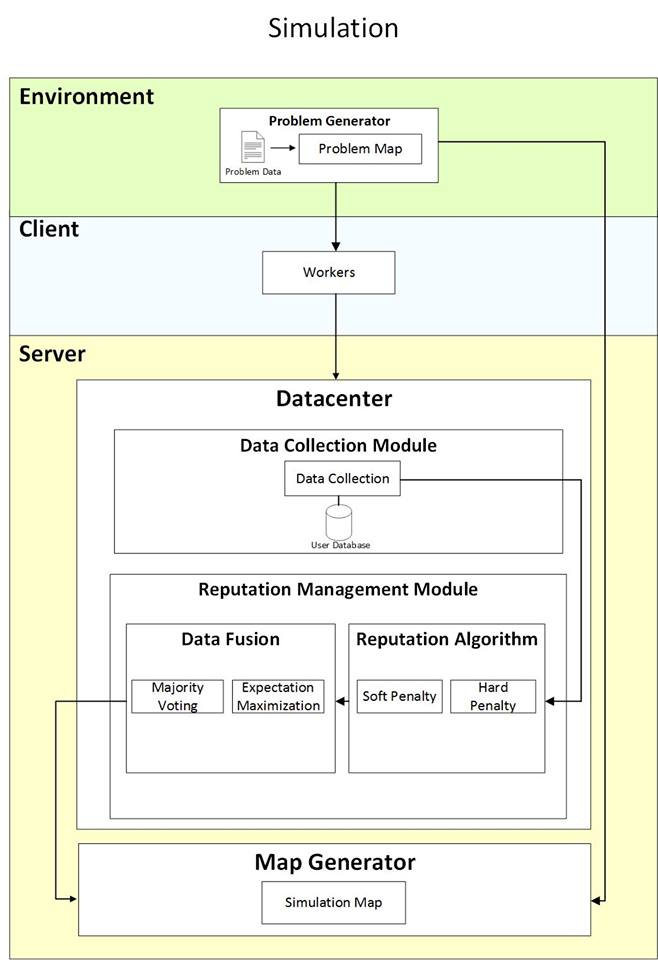 Simulation
Environment
Problem Generator
Problem Map
Problem Data
Client
Workers
Server
Datacenter
Data Collection Module
Data Collection
User Database
Reputation Management Module
Data Fusion
Majority
Voting
Expectation
Maximization
Reputation Algorithm
Soft Penalty
Hard
Penalty
Map Generator
Simulation Map